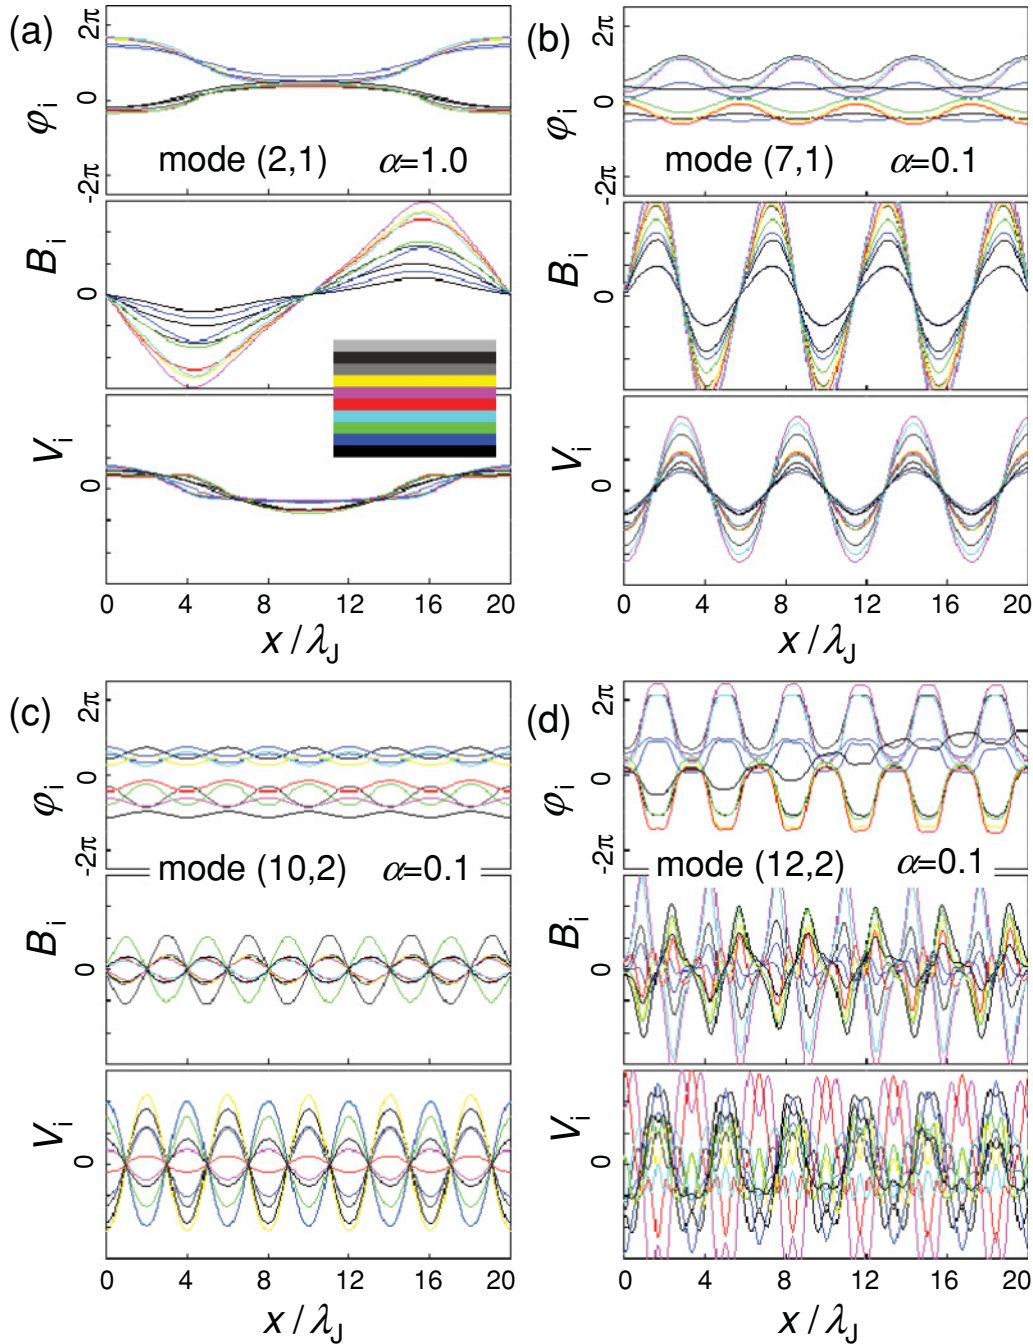 (a)
2π
0
-2π
φi
mode (2,1) α=1.0
Bi
0
Vi
0
0 4 8 12 16 20
x / λJ
(b)
2π
0
-2π
φi
mode (7,1) α=0.1
Bi
0
Vi
0
0 4 8 12 16 20
x / λJ
(c)
2π
0
-2π
φi
mode (10,2) α=0.1
Bi
0
Vi
0
0 4 8 12 16 20
x / λJ
(d)
2π
0
-2π
φi
mode (12,2) α=0.1
Bi
0
Vi
0
0 4 8 12 16 20
x / λJ